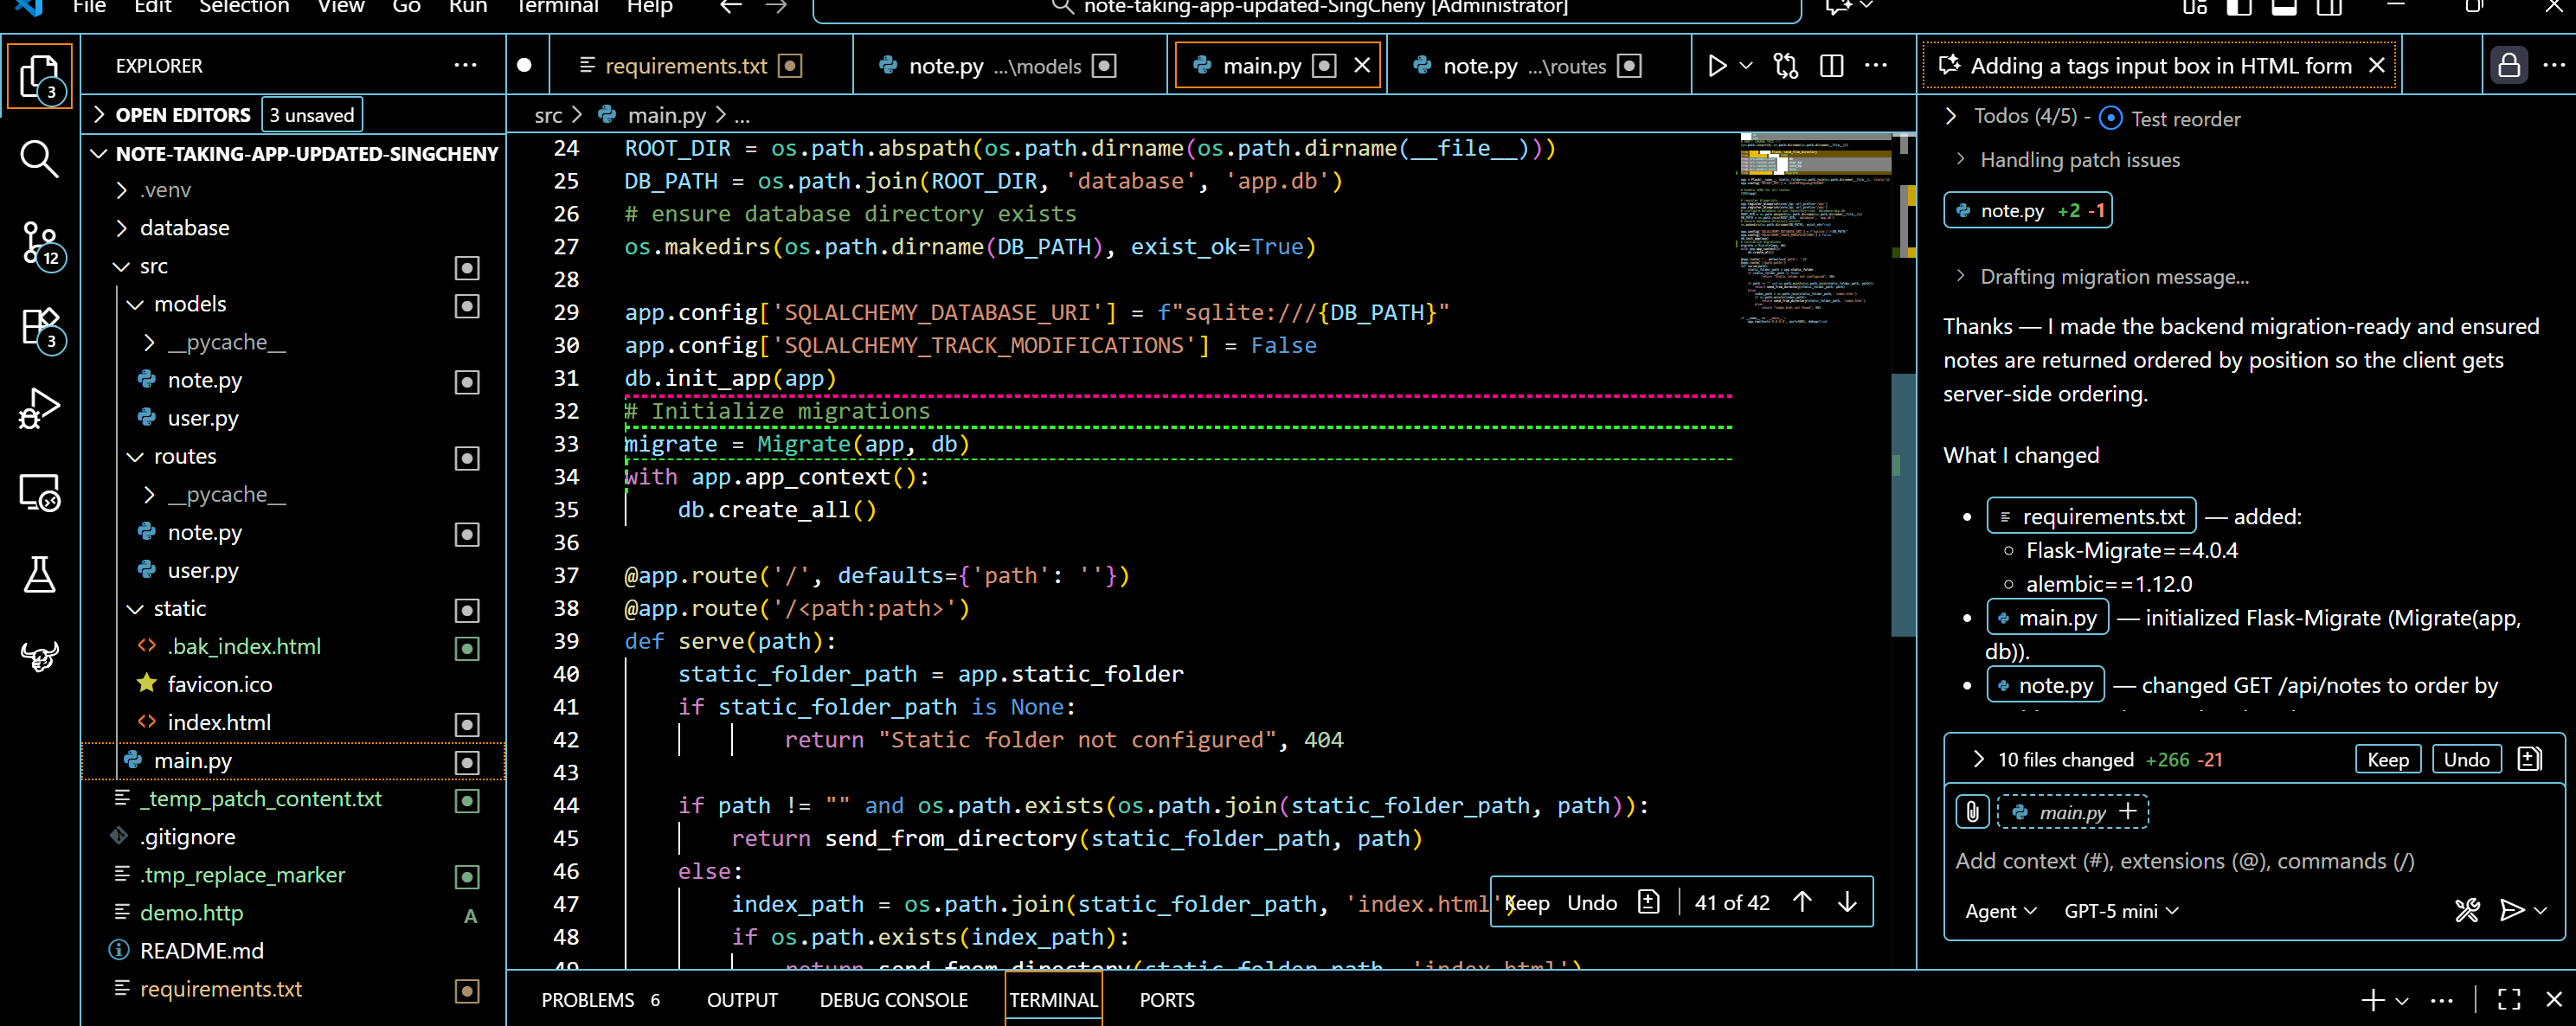 File Edit Selection View Go Run Terminal Help
note-taking-app-updated-SingCheny [Administrator]
EXPLORER
3
OPEN EDITORS 3 unsaved
NOTE-TAKING-APP-UPDATED-SINGCHENY
.venv
database
src
models
__pycache__
note.py
user.py
routes
__pycache__
note.py
user.py
static
.bak_index.html
favicon.ico
index.html
main.py
_temp_patch_content.txt
.gitignore
.tmp_replace_marker
demo.http A
README.md
requirements.txt
12
3
requirements.txt
note.py ...\models
main.py
note.py ...\routes
src > main.py > ...
24 ROOT_DIR = os.path.abspath(os.path.dirname(os.path.dirname(__file__)))
25 DB_PATH = os.path.join(ROOT_DIR, 'database', 'app.db')
26 # ensure database directory exists
27 os.makedirs(os.path.dirname(DB_PATH), exist_ok=True)
28
29 app.config['SQLALCHEMY_DATABASE_URI'] = f"sqlite:///{DB_PATH}"
30 app.config['SQLALCHEMY_TRACK_MODIFICATIONS'] = False
31 db.init_app(app)
32 # Initialize migrations
33 migrate = Migrate(app, db)
34 with app.app_context():
35 db.create_all()
36
37 @app.route('/', defaults={'path': ''})
38 @app.route('/<path:path>')
39 def serve(path):
40 static_folder_path = app.static_folder
41 if static_folder_path is None:
42 return "Static folder not configured", 404
43
44 if path != "" and os.path.exists(os.path.join(static_folder_path, path)):
45 return send_from_directory(static_folder_path, path)
46 else:
47 index_path = os.path.join(static_folder_path, 'index.html')
48 if os.path.exists(index_path):
49 return send_from_directory(static_folder_path, 'index.html')
Keep Undo 41 of 42
PROBLEMS 6 OUTPUT DEBUG CONSOLE TERMINAL PORTS
Adding a tags input box in HTML form
Todos (4/5) - Test reorder
Handling patch issues
note.py +2 -1
Drafting migration message...
Thanks — I made the backend migration-ready and ensured
notes are returned ordered by position so the client gets
server-side ordering.
What I changed
requirements.txt — added:
Flask-Migrate==4.0.4
alembic==1.12.0
main.py — initialized Flask-Migrate (Migrate(app,
db)).
note.py — changed GET /api/notes to order by
10 files changed +266 -21
Keep Undo
main.py
Add context (#), extensions (@), commands (/)
Agent GPT-5 mini